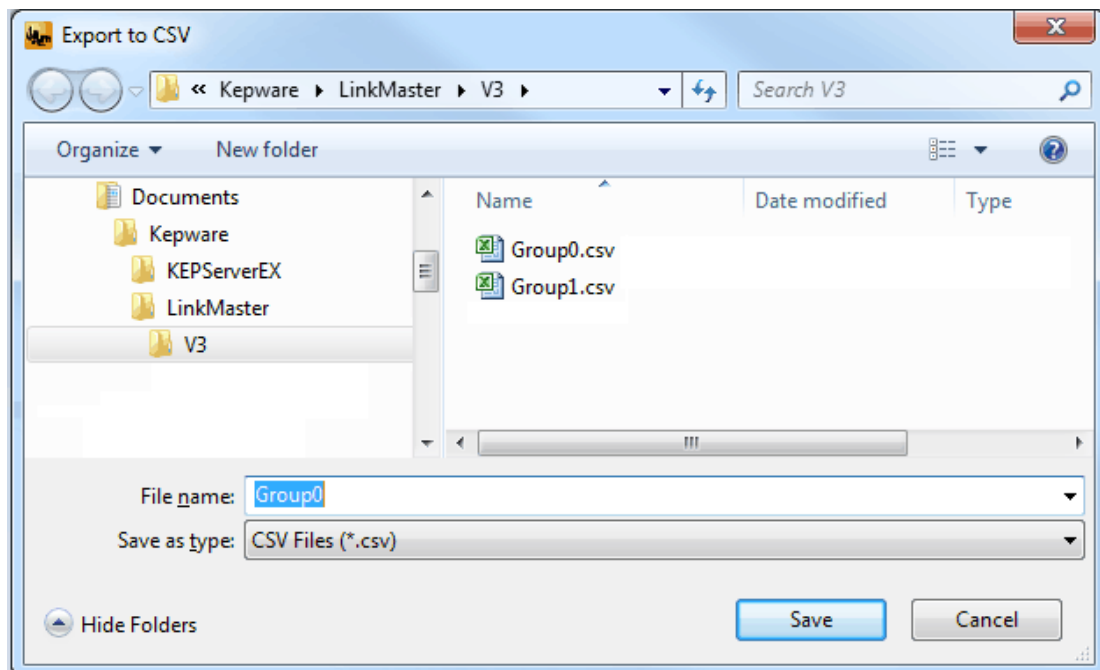 Export to CSV
« Kepware ▸ LinkMaster ▸ V3 ▸ Search V3
Organize ▾ New folder
Documents
Kepware
KEPServerEX
LinkMaster
V3
Name Date modified Type
Group0.csv
Group1.csv
File name: Group0
Save as type: CSV Files (*.csv)
Hide Folders Save Cancel